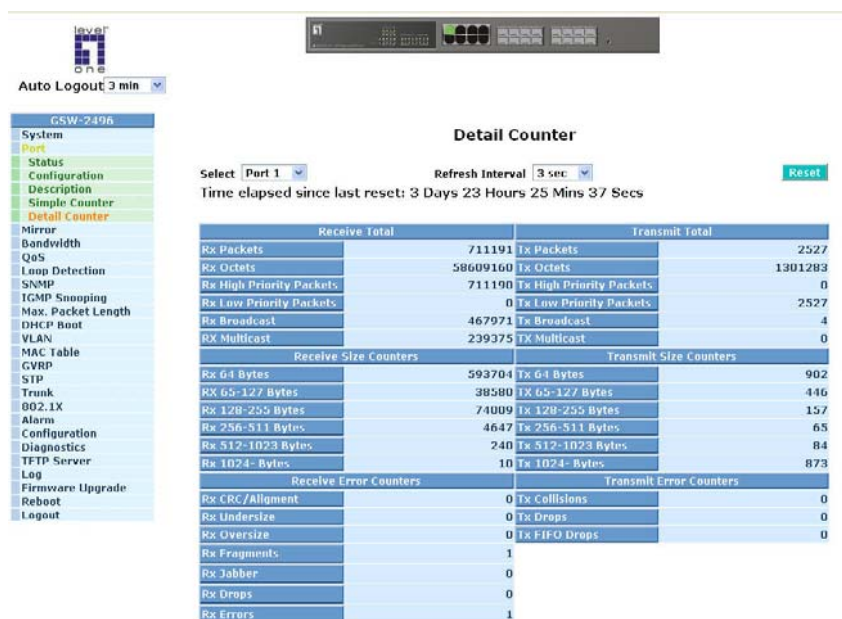 level
one
Auto Logout 3 min
GSW-2496
System
Port
Status
Configuration
Description
Simple Counter
Detail Counter
Mirror
Bandwidth
QoS
Loop Detection
SNMP
IGMP Snooping
Max. Packet Length
DHCP Boot
VLAN
MAC Table
GVRP
STP
Trunk
802.1X
Alarm
Configuration
Diagnostics
TFTP Server
Log
Firmware Upgrade
Reboot
Logout
Detail Counter
Select Port 1 Refresh Interval 3 sec Reset
Time elapsed since last reset: 3 Days 23 Hours 25 Mins 37 Secs
Receive Total Transmit Total
Rx Packets 711191 Tx Packets 2527
Rx Octets 58609160 Tx Octets 1301283
Rx High Priority Packets 711190 Tx High Priority Packets 0
Rx Low Priority Packets 0 Tx Low Priority Packets 2527
Rx Broadcast 467971 Tx Broadcast 4
RX Multicast 239375 TX Multicast 0
Receive Size Counters Transmit Size Counters
Rx 64 Bytes 593704 Tx 64 Bytes 902
RX 65-127 Bytes 38580 TX 65-127 Bytes 446
Rx 128-255 Bytes 74009 Tx 128-255 Bytes 157
Rx 256-511 Bytes 4647 Tx 256-511 Bytes 65
Rx 512-1023 Bytes 240 Tx 512-1023 Bytes 84
Rx 1024- Bytes 10 Tx 1024- Bytes 873
Receive Error Counters Transmit Error Counters
Rx CRC/Aligment 0 Tx Collisions 0
Rx Undersize 0 Tx Drops 0
Rx Oversize 0 Tx FIFO Drops 0
Rx Fragments 1
Rx Jabber 0
Rx Drops 0
Rx Errors 1